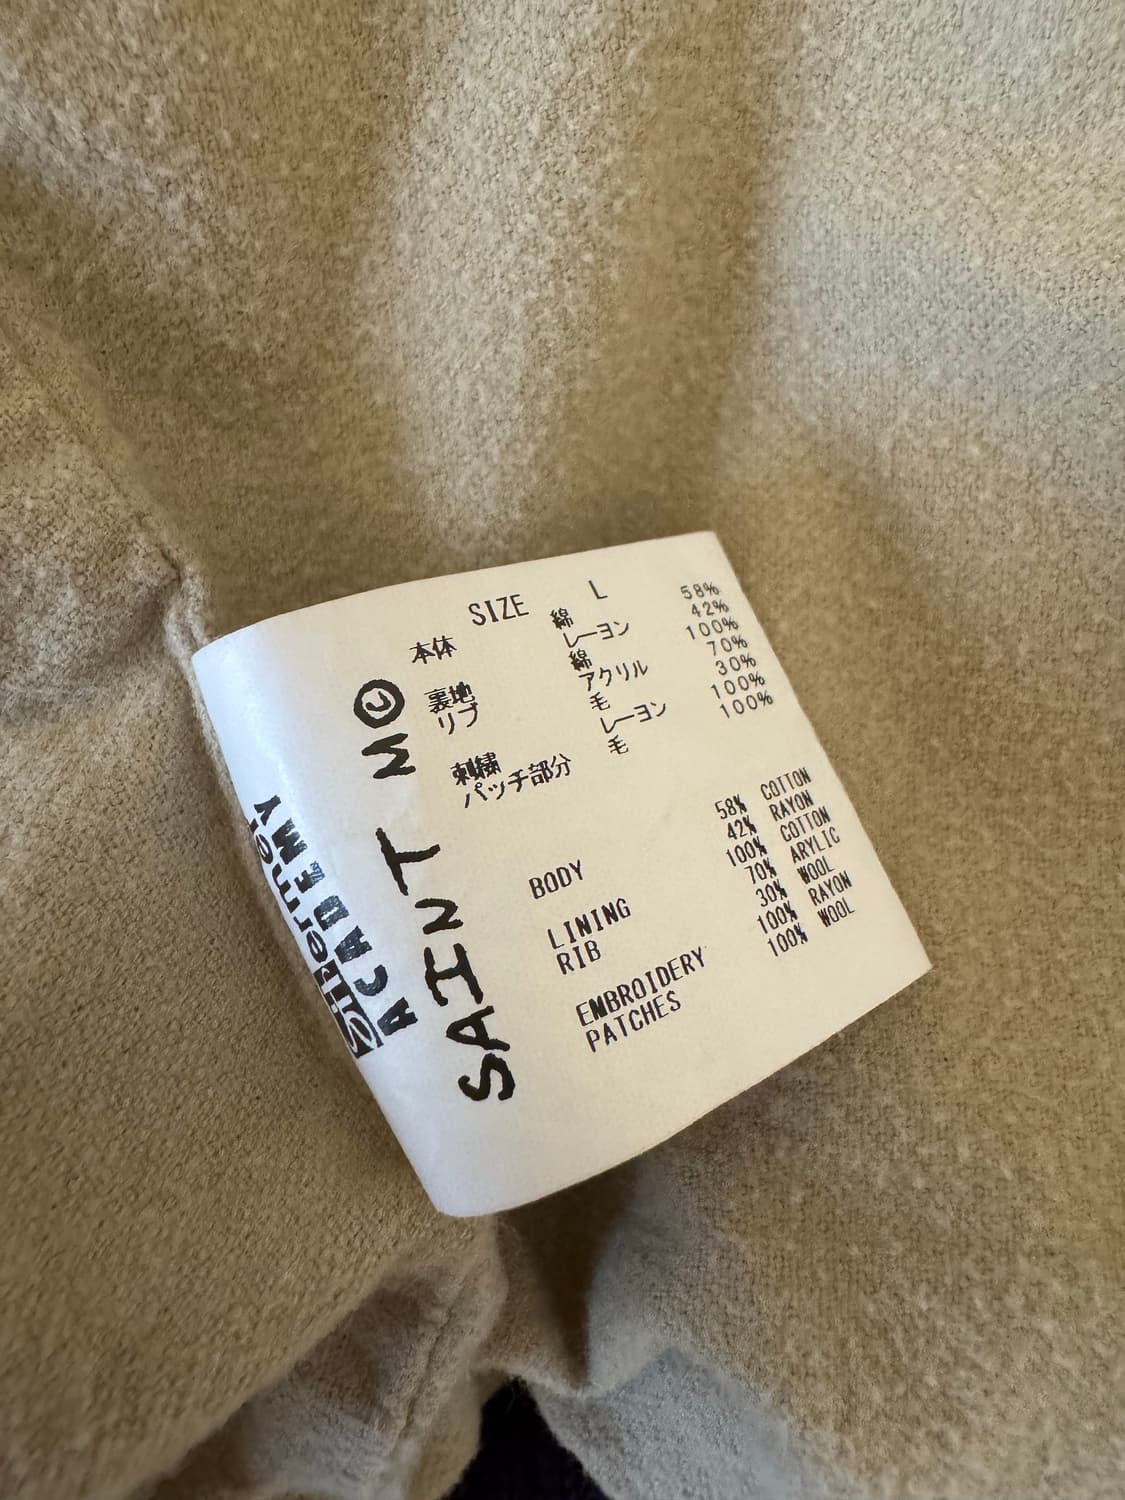 SIZE L
本体 綿 58%
レーヨン 42%
裏地 綿 100%
リブ アクリル 70%
毛 30%
刺繍 レーヨン 100%
パッチ部分 毛 100%
BODY 58% COTTON
42% RAYON
LINING 100% COTTON
RIB 70% ARYLIC
30% WOOL
EMBROIDERY 100% RAYON
PATCHES 100% WOOL
SAINT M
ACADEMY